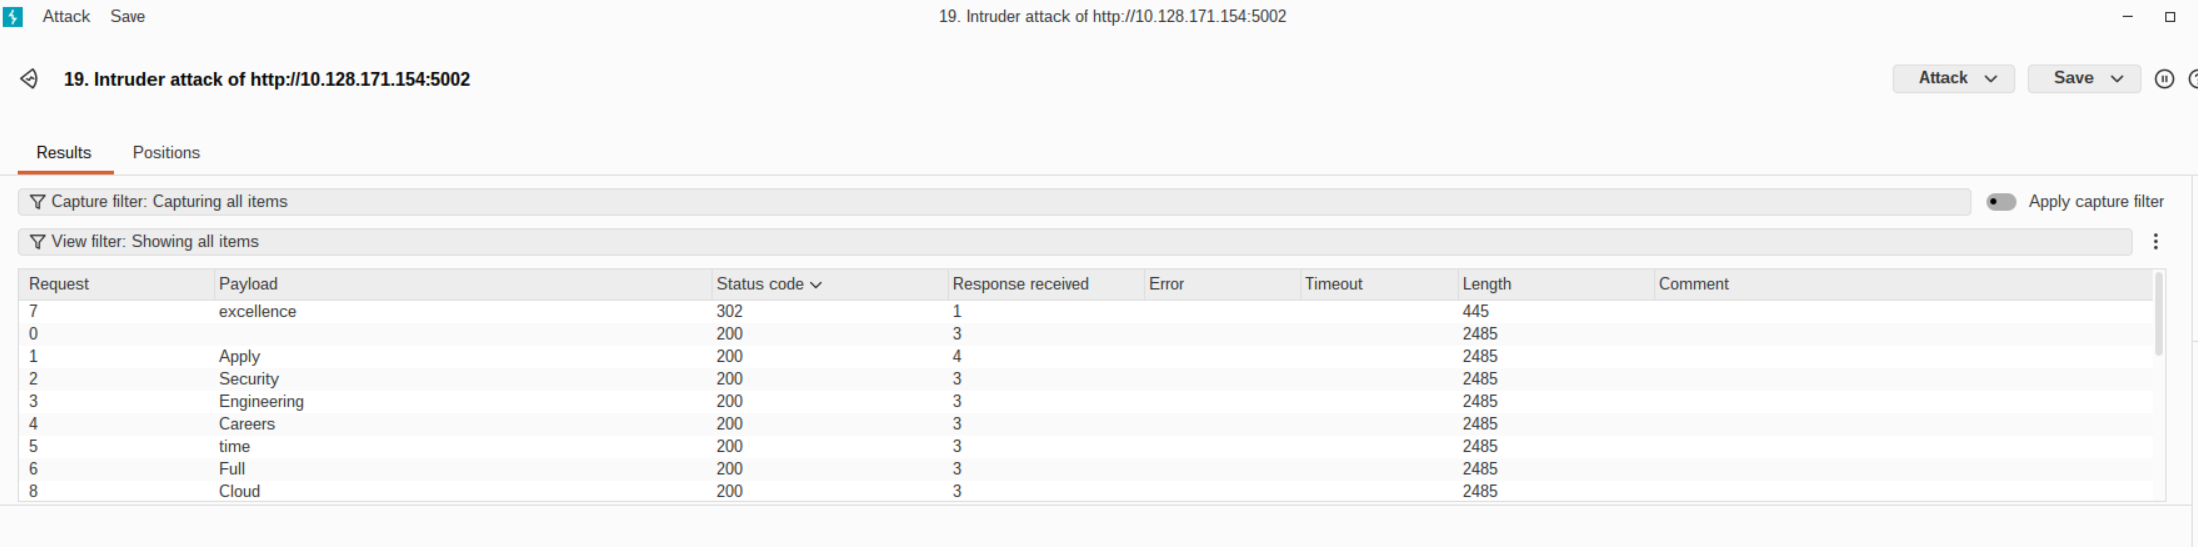 Attack Save 19. Intruder attack of http://10.128.171.154:5002
19. Intruder attack of http://10.128.171.154:5002 Attack Save
Results Positions
Capture filter: Capturing all items Apply capture filter
View filter: Showing all items
Request Payload Status code Response received Error Timeout Length Comment
7 excellence 302 1 445
0 200 3 2485
1 Apply 200 4 2485
2 Security 200 3 2485
3 Engineering 200 3 2485
4 Careers 200 3 2485
5 time 200 3 2485
6 Full 200 3 2485
8 Cloud 200 3 2485